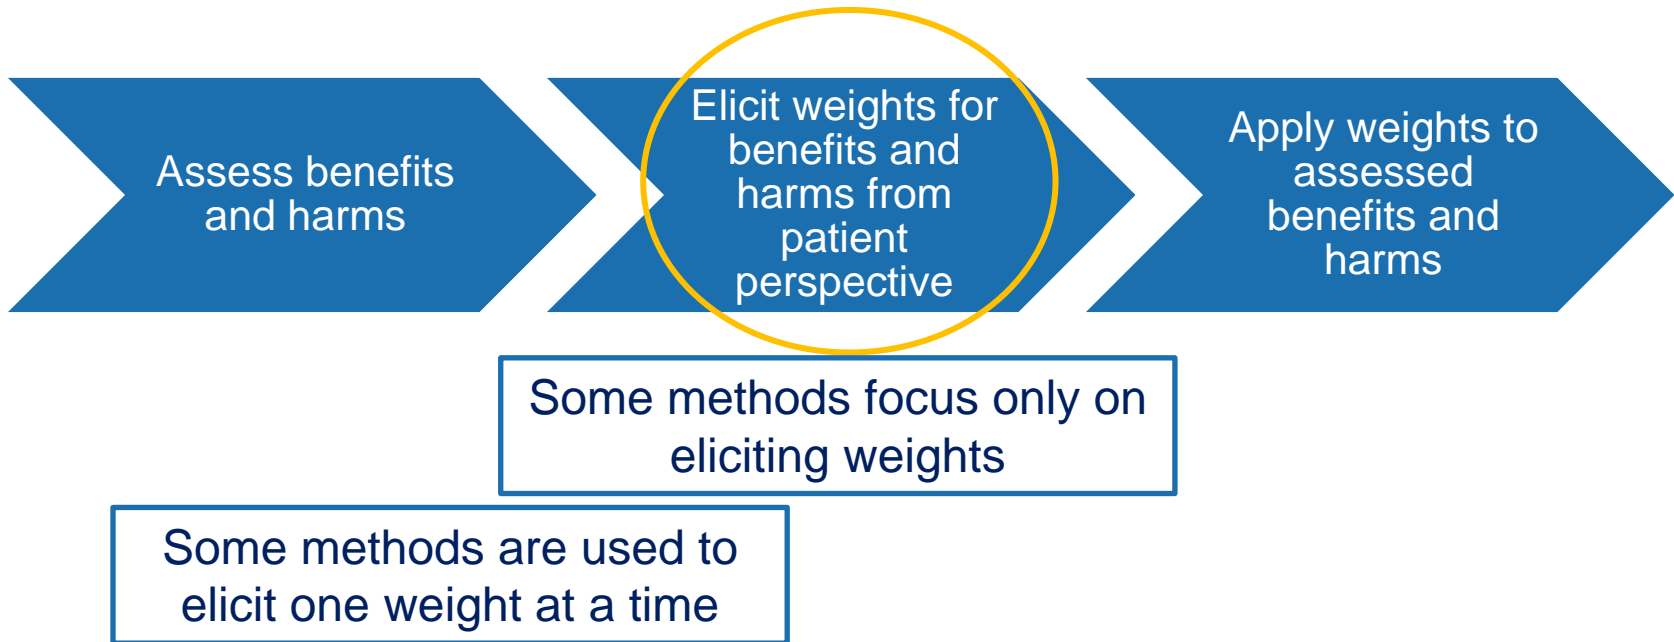 Assess benefits
and harms
Elicit weights for
benefits and
harms from
patient
perspective
Apply weights to
assessed
benefits and
harms
Some methods focus only on
eliciting weights
Some methods are used to
elicit one weight at a time